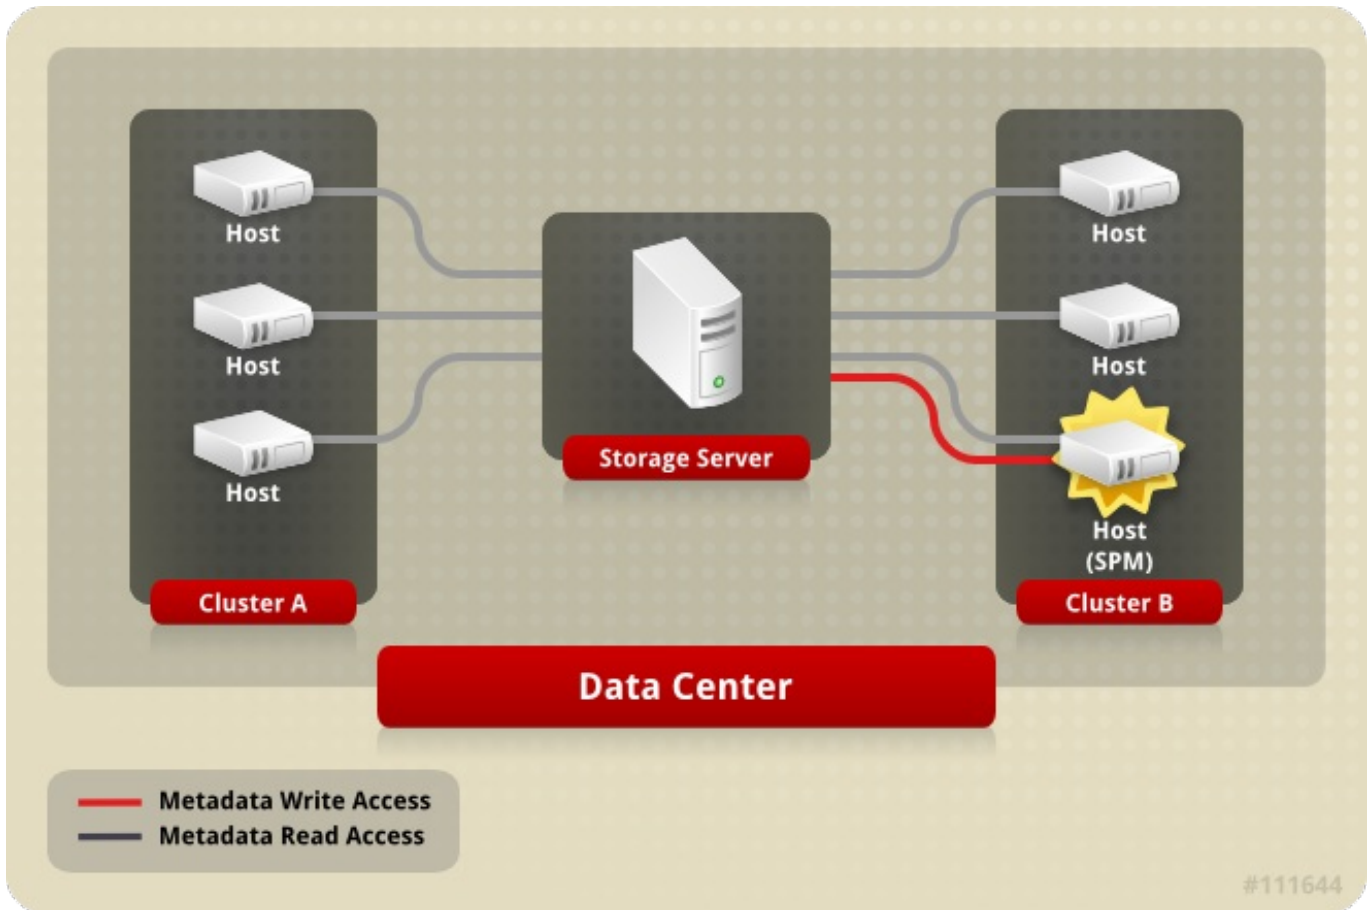 Host
Host
Host
Cluster A
Storage Server
Host
Host
Host
(SPM)
Cluster B
Data Center
Metadata Write Access
Metadata Read Access
#111644